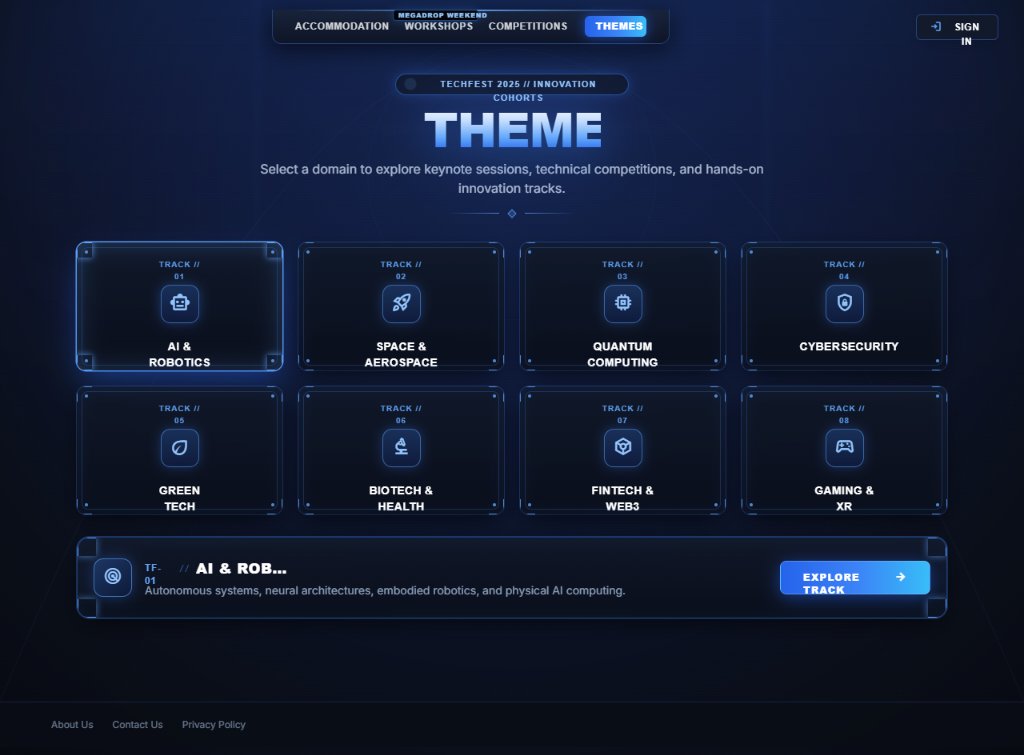 MEGADROP WEEKEND
ACCOMMODATION WORKSHOPS COMPETITIONS THEMES
SIGN
IN
TECHFEST 2025 // INNOVATION
COHORTS
THEME
Select a domain to explore keynote sessions, technical competitions, and hands-on
innovation tracks.
TRACK //
01
AI &
ROBOTICS
TRACK //
02
SPACE &
AEROSPACE
TRACK //
03
QUANTUM
COMPUTING
TRACK //
04
CYBERSECURITY
TRACK //
05
GREEN
TECH
TRACK //
06
BIOTECH &
HEALTH
TRACK //
07
FINTECH &
WEB3
TRACK //
08
GAMING &
XR
TF-
01
// AI & ROB...
Autonomous systems, neural architectures, embodied robotics, and physical AI computing.
EXPLORE
TRACK
About Us Contact Us Privacy Policy